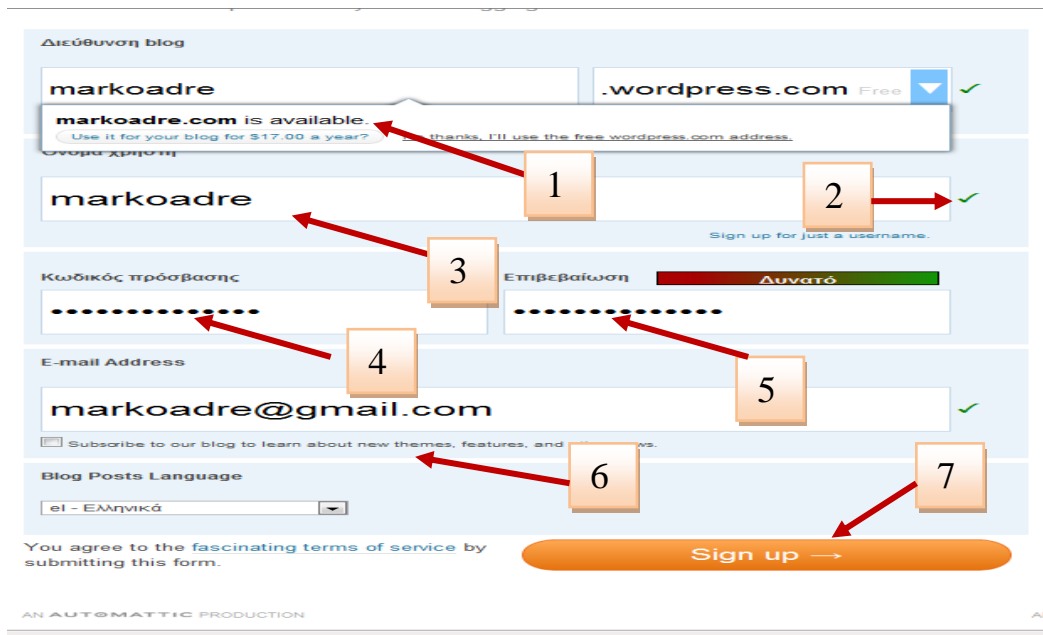 Διεύθυνση blog
markoadre .wordpress.com Free
markoadre.com is available.
Use it for your blog for $17.00 a year? thanks, I'll use the free wordpress.com address.
Όνομα χρήστη
1
2
markoadre
Sign up for just a username.
3
Κωδικός πρόσβασης Επιβεβαίωση Δυνατό
4
5
E-mail Address
markoadre@gmail.com
Subscribe to our blog to learn about new themes, features, and
6
7
Blog Posts Language
el - Ελληνικά
You agree to the fascinating terms of service by
submitting this form.
Sign up →
AN AUTOMATTIC PRODUCTION